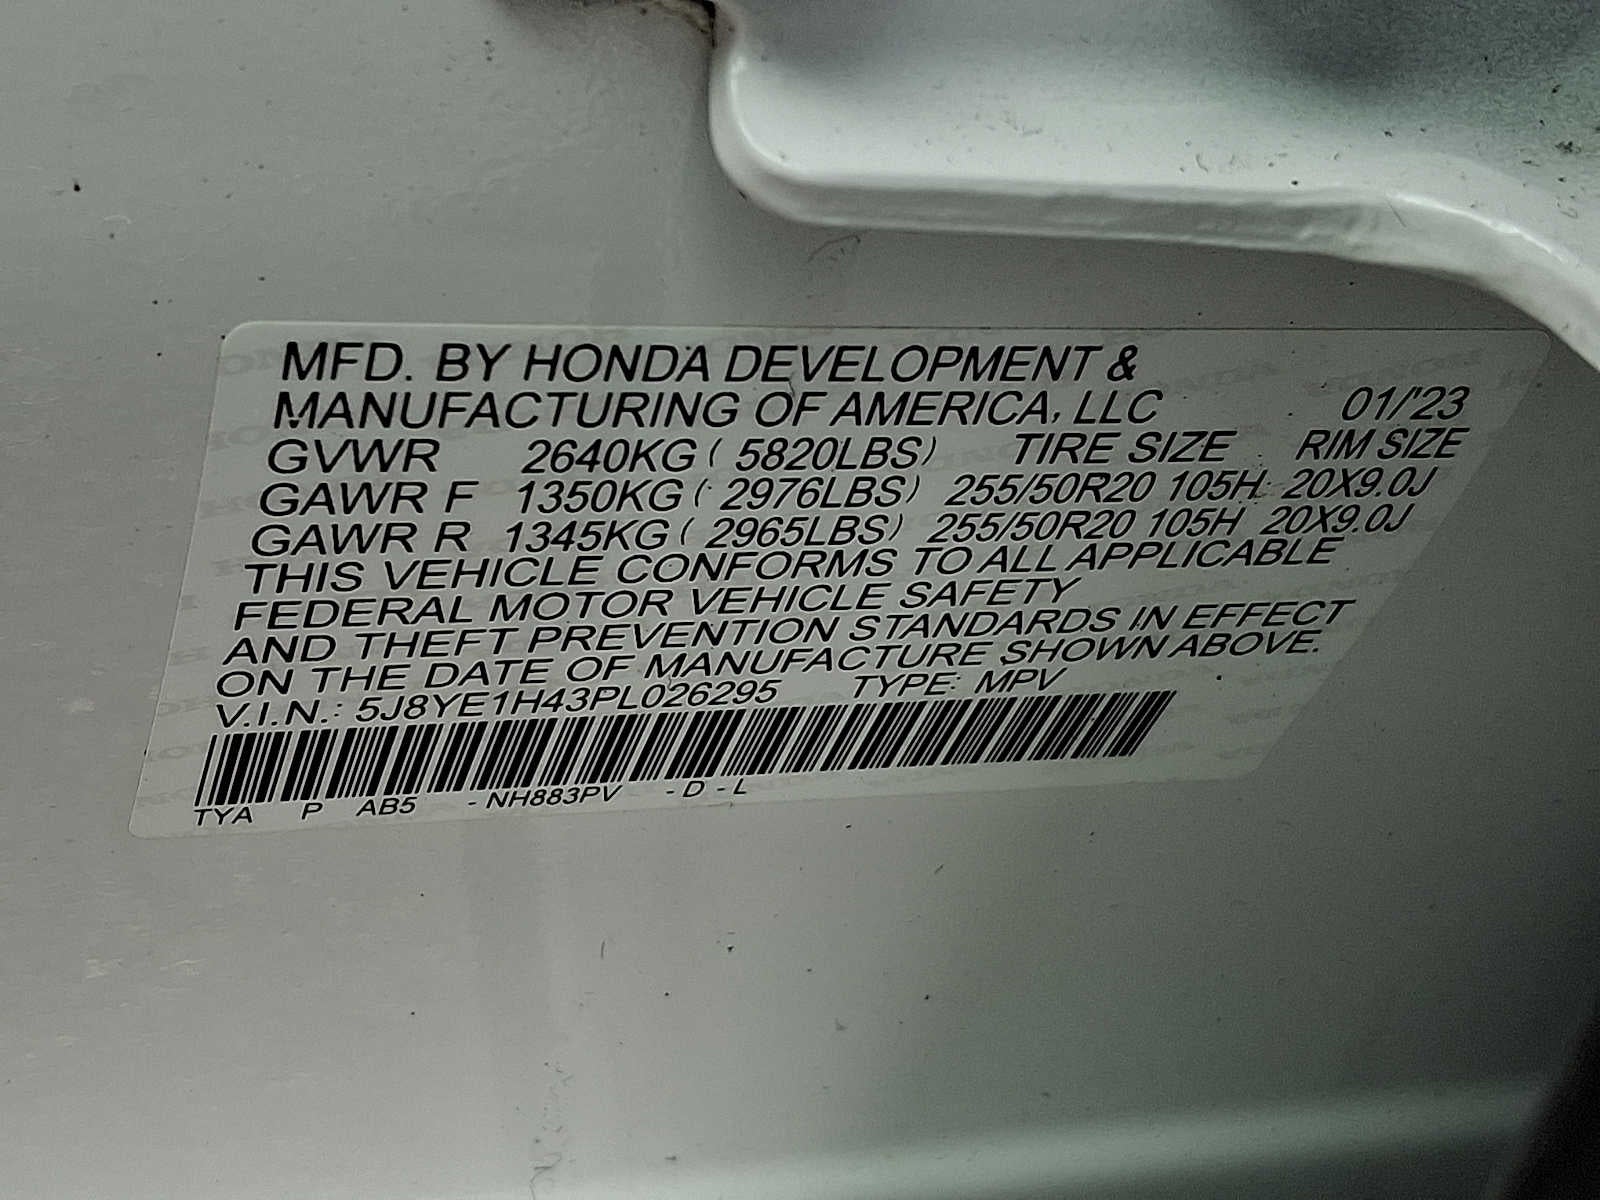 MFD. BY HONDA DEVELOPMENT &
MANUFACTURING OF AMERICA, LLC 01/'23
GVWR 2640KG ( 5820LBS) TIRE SIZE RIM SIZE
GAWR F 1350KG ( 2976LBS) 255/50R20 105H 20X9.0J
GAWR R 1345KG ( 2965LBS) 255/50R20 105H 20X9.0J
THIS VEHICLE CONFORMS TO ALL APPLICABLE
FEDERAL MOTOR VEHICLE SAFETY
AND THEFT PREVENTION STANDARDS IN EFFECT
ON THE DATE OF MANUFACTURE SHOWN ABOVE.
V.I.N.: 5J8YE1H43PL026295 TYPE: MPV
TYA P AB5 -NH883PV -D-L